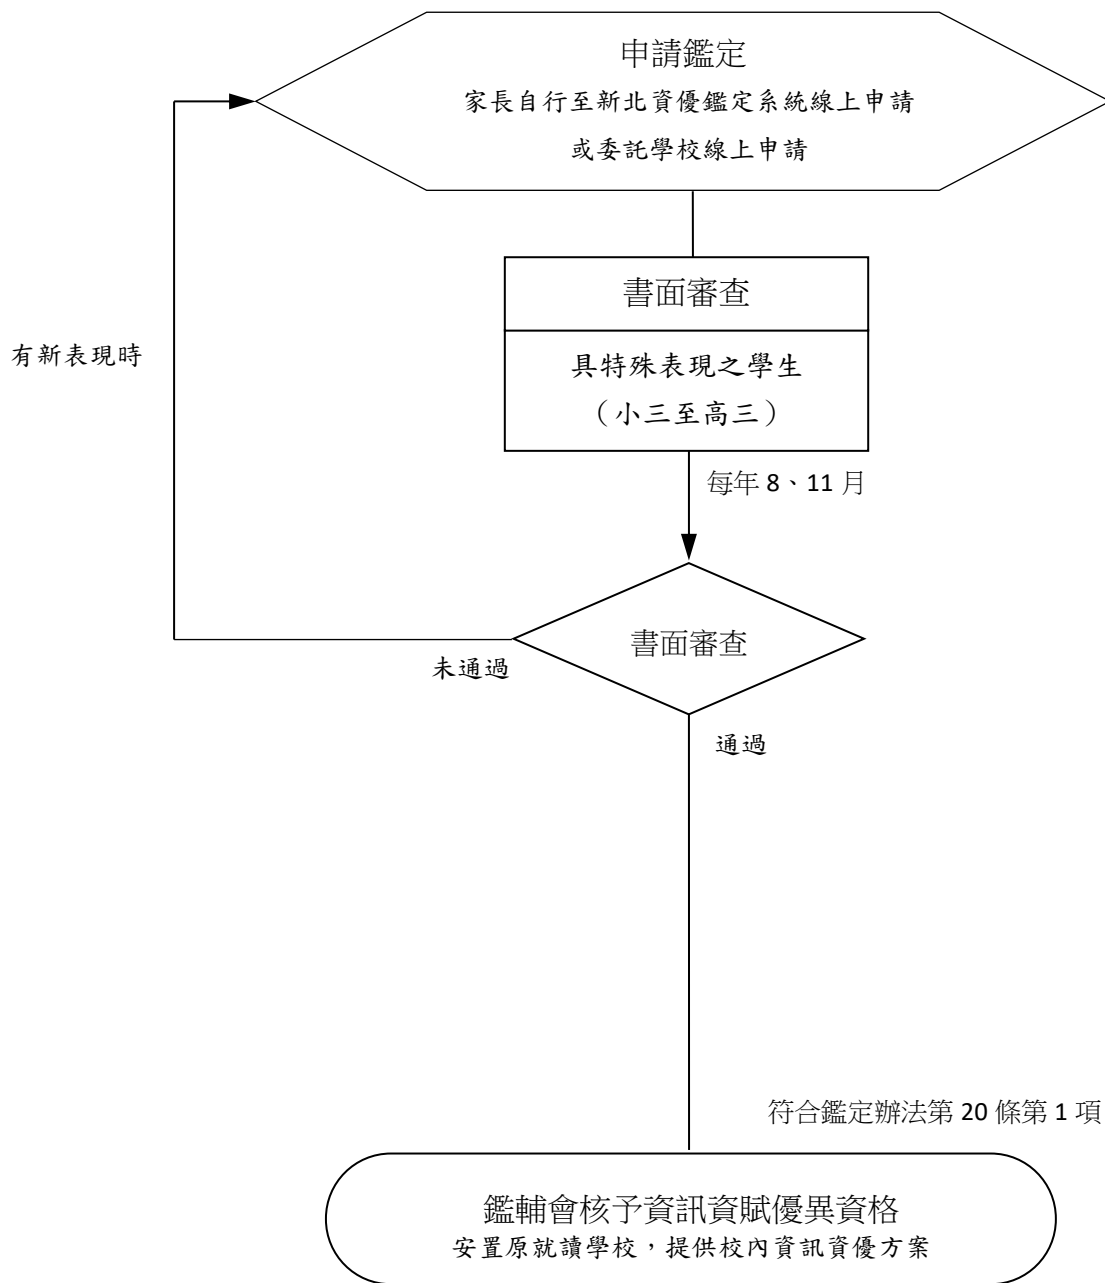 申請鑑定
家長自行至新北資優鑑定系統線上申請
或委託學校線上申請
書面審查
有新表現時
具特殊表現之學生
（小三至高三）
每年 8、11 月
書面審查
未通過
通過
符合鑑定辦法第 20 條第 1 項
鑑輔會核予資訊資賦優異資格
安置原就讀學校，提供校內資訊資優方案